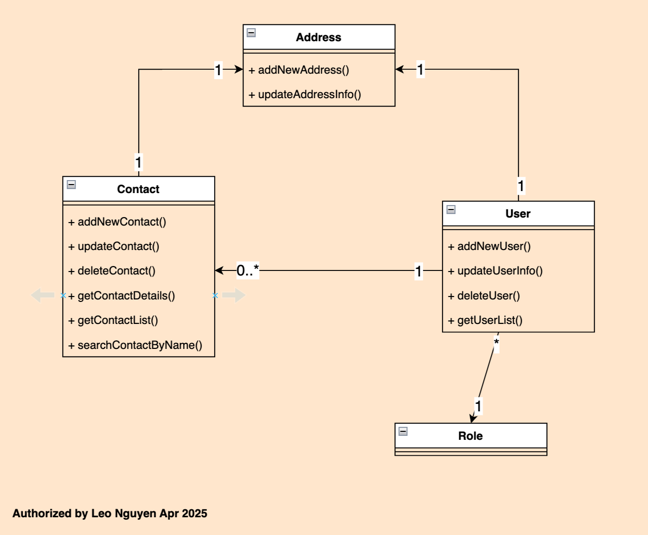 Address
+ addNewAddress()
+ updateAddressInfo()
1
1
1
1
Contact
+ addNewContact()
+ updateContact()
+ deleteContact()
+ getContactDetails()
+ getContactList()
+ searchContactByName()
User
+ addNewUser()
+ updateUserInfo()
+ deleteUser()
+ getUserList()
0..*
1
*
1
Role
Authorized by Leo Nguyen Apr 2025